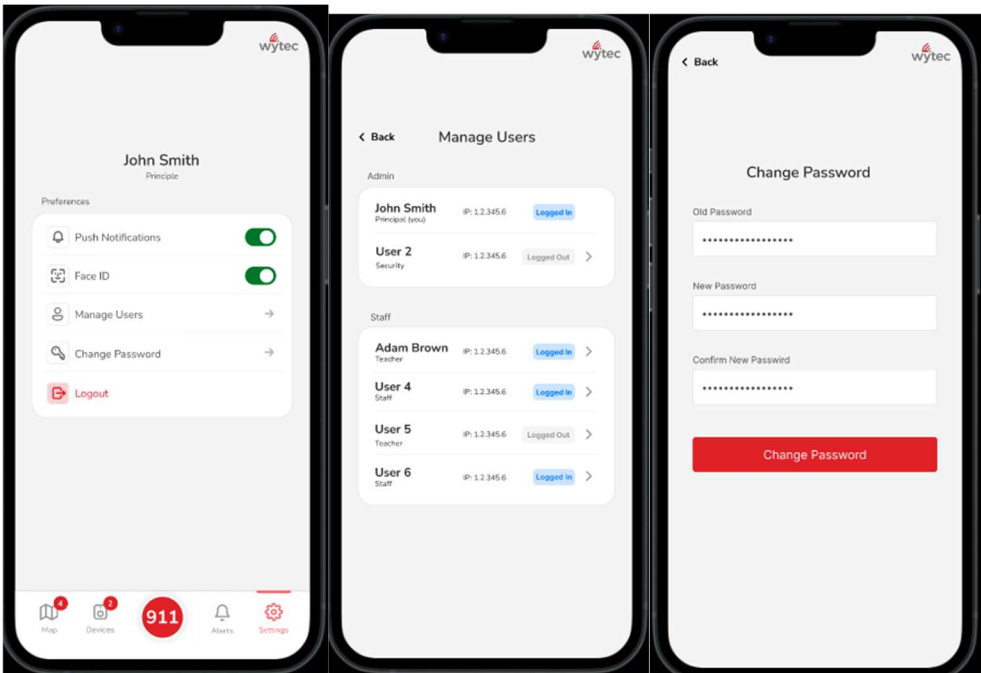 wytec
John Smith
Principle
Preferences
Push Notifications
Face ID
Manage Users
Change Password
Logout
4
2
911
Map
Devices
Alerts
Settings
wytec
Back
Manage Users
Admin
John Smith
Principal (you)
IP: 1.2.345.6
Logged In
User 2
Security
IP: 1.2.345.6
Logged Out
Staff
Adam Brown
Teacher
IP: 1.2.345.6
Logged In
User 4
Staff
IP: 1.2.345.6
Logged In
User 5
Teacher
IP: 1.2.345.6
Logged Out
User 6
Staff
IP: 1.2.345.6
Logged In
wytec
Back
Change Password
Old Password
•••••••••••••••••
New Password
•••••••••••••••••
Confirm New Passwird
•••••••••••••••••
Change Password